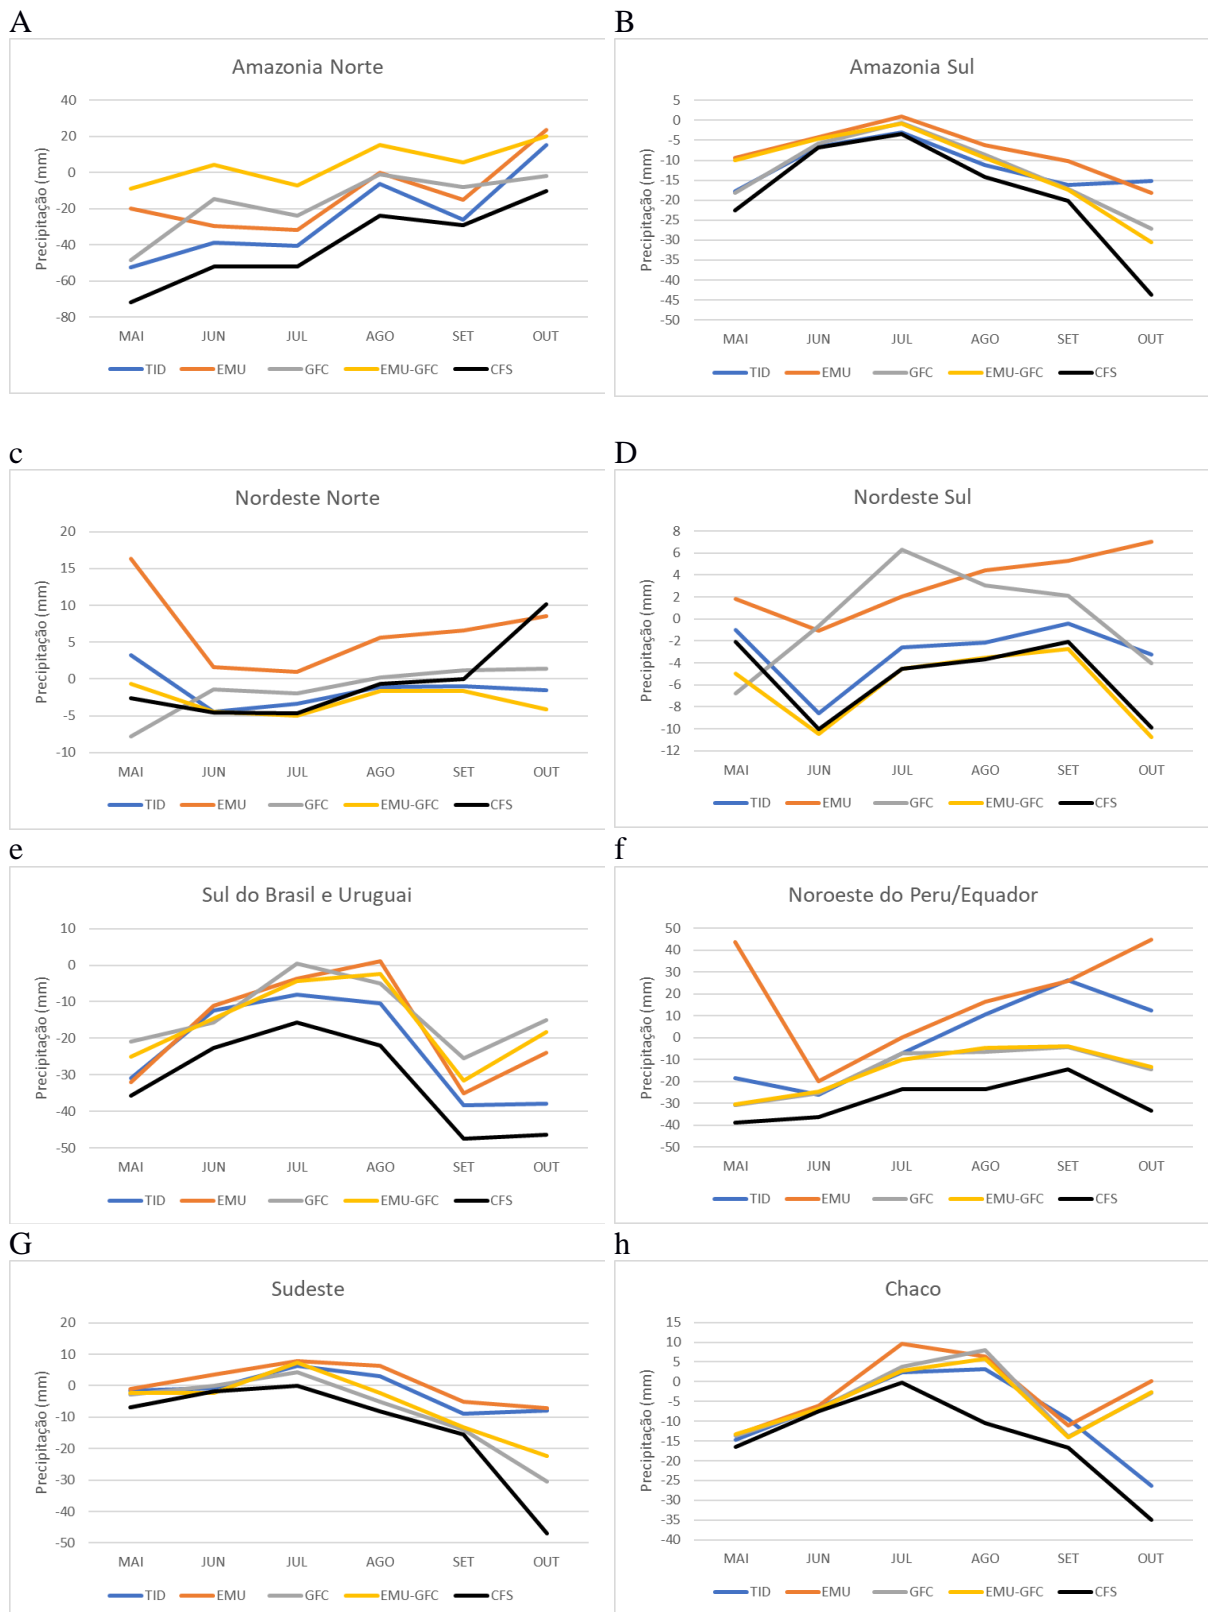 A
Amazonia Norte
Precipitação (mm)
40
20
0
-20
-40
-60
-80
MAI JUN JUL AGO SET OUT
TID EMU GFC EMU-GFC CFS
B
Amazonia Sul
Precipitação (mm)
5
0
-5
-10
-15
-20
-25
-30
-35
-40
-45
-50
MAI JUN JUL AGO SET OUT
TID EMU GFC EMU-GFC CFS
c
Nordeste Norte
Precipitação (mm)
20
15
10
5
0
-5
-10
MAI JUN JUL AGO SET OUT
TID EMU GFC EMU-GFC CFS
D
Nordeste Sul
Precipitação (mm)
8
6
4
2
0
-2
-4
-6
-8
-10
-12
MAI JUN JUL AGO SET OUT
TID EMU GFC EMU-GFC CFS
e
Sul do Brasil e Uruguai
Precipitação (mm)
10
0
-10
-20
-30
-40
-50
MAI JUN JUL AGO SET OUT
TID EMU GFC EMU-GFC CFS
f
Noroeste do Peru/Equador
Precipitação (mm)
50
40
30
20
10
0
-10
-20
-30
-40
-50
MAI JUN JUL AGO SET OUT
TID EMU GFC EMU-GFC CFS
G
Sudeste
Precipitação (mm)
20
10
0
-10
-20
-30
-40
-50
MAI JUN JUL AGO SET OUT
TID EMU GFC EMU-GFC CFS
h
Chaco
Precipitação (mm)
15
10
5
0
-5
-10
-15
-20
-25
-30
-35
-40
MAI JUN JUL AGO SET OUT
TID EMU GFC EMU-GFC CFS